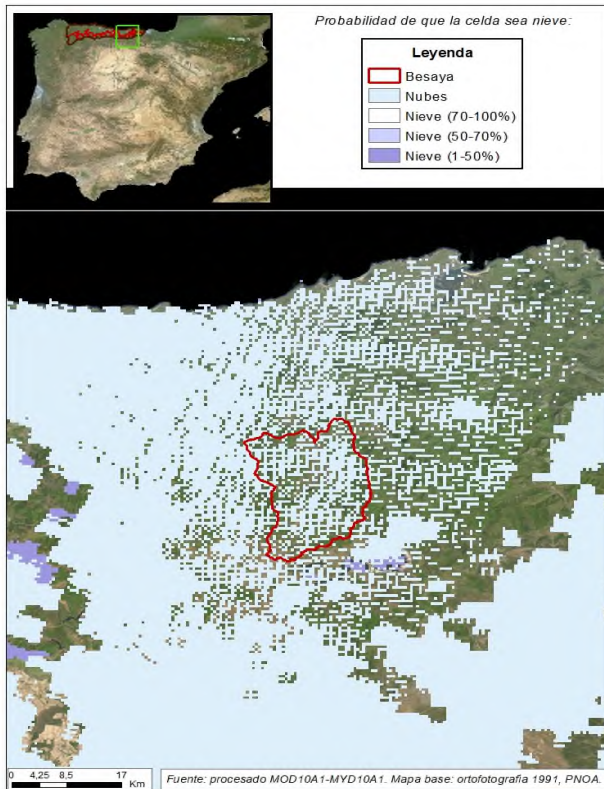 Probabilidad de que la celda sea nieve:
Leyenda
Besaya
Nubes
Nieve (70-100%)
Nieve (50-70%)
Nieve (1-50%)
0 4,25 8,5 17
Km
Fuente: procesado MOD10A1-MYD10A1. Mapa base: ortofotografia 1991, PNOA.